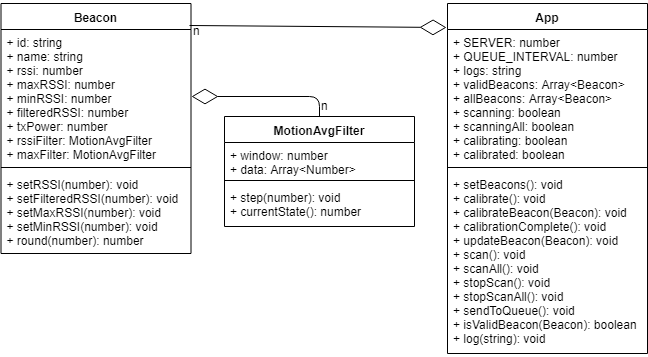 Beacon
+ id: string
+ name: string
+ rssi: number
+ maxRSSI: number
+ minRSSI: number
+ filteredRSSI: number
+ txPower: number
+ rssiFilter: MotionAvgFilter
+ maxFilter: MotionAvgFilter
+ setRSSI(number): void
+ setFilteredRSSI(number): void
+ setMaxRSSI(number): void
+ setMinRSSI(number): void
+ round(number): number
n
n
MotionAvgFilter
+ window: number
+ data: Array<Number>
+ step(number): void
+ currentState(): number
App
+ SERVER: number
+ QUEUE_INTERVAL: number
+ logs: string
+ validBeacons: Array<Beacon>
+ allBeacons: Array<Beacon>
+ scanning: boolean
+ scanningAll: boolean
+ calibrating: boolean
+ calibrated: boolean
+ setBeacons(): void
+ calibrate(): void
+ calibrateBeacon(Beacon): void
+ calibrationComplete(): void
+ updateBeacon(Beacon): void
+ scan(): void
+ scanAll(): void
+ stopScan(): void
+ stopScanAll(): void
+ sendToQueue(): void
+ isValidBeacon(Beacon): boolean
+ log(string): void